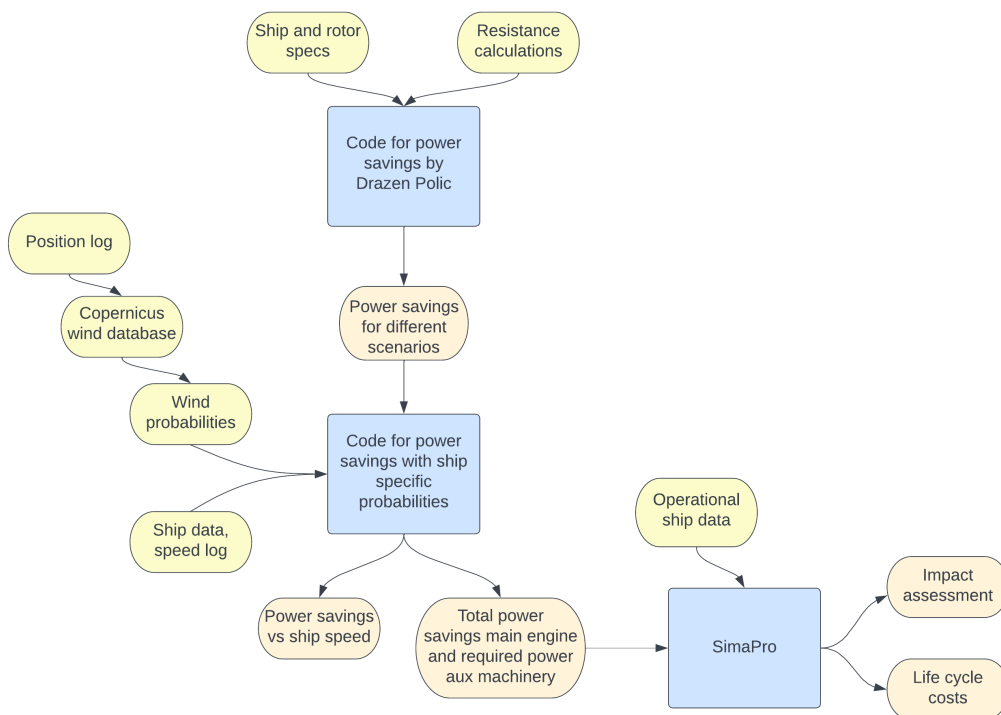 Ship and rotor
specs
Resistance
calculations
Code for power
savings by
Drazen Polic
Position log
Copernicus
wind database
Power savings
for different
scenarios
Wind
probabilities
Code for power
savings with ship
specific
probabilities
Ship data,
speed log
Operational
ship data
Power savings
vs ship speed
Total power
savings main engine
and required power
aux machinery
SimaPro
Impact
assessment
Life cycle
costs